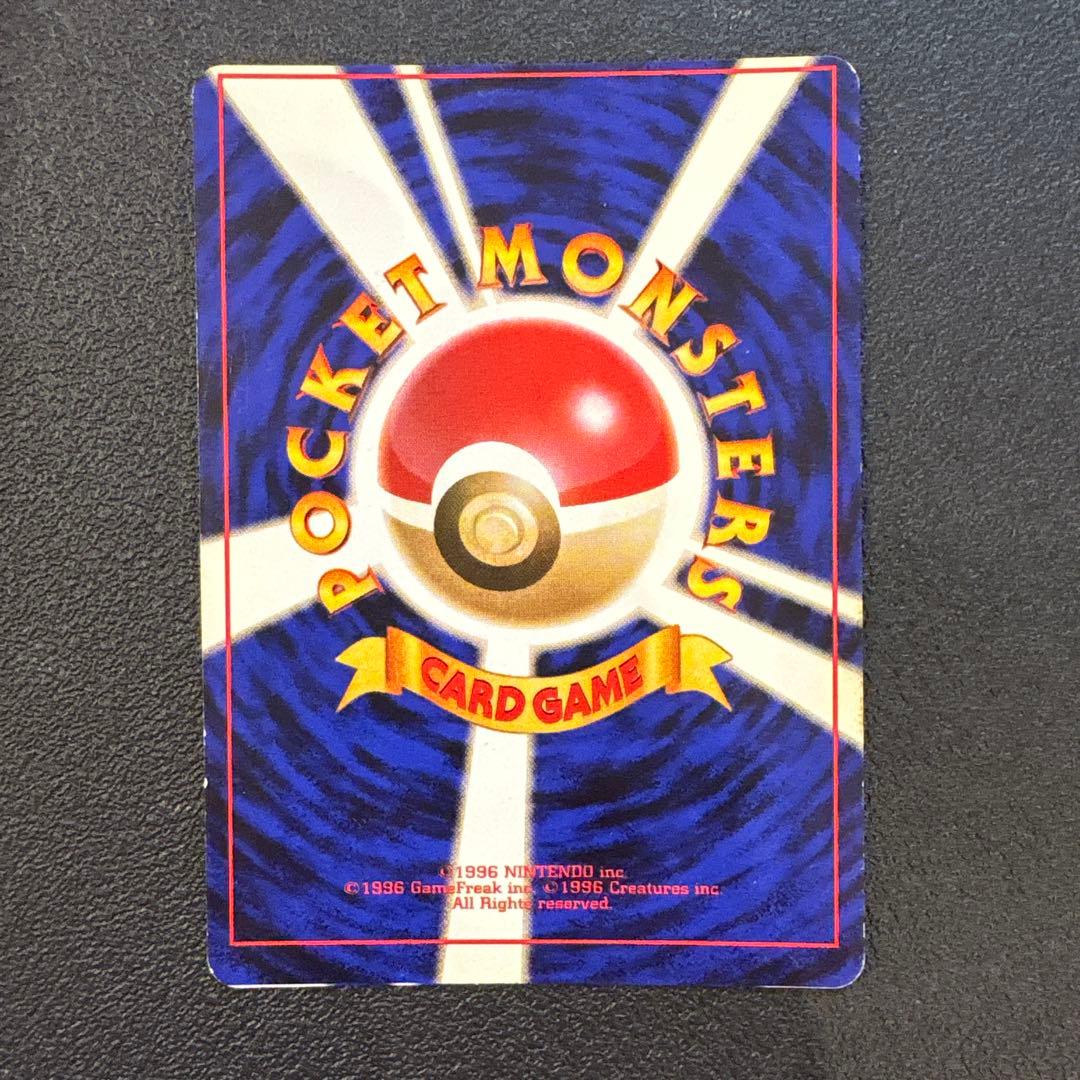 POCKET MONSTERS
CARD GAME
©1996 NINTENDO inc.
©1996 GameFreak inc. ©1996 Creatures inc.
All Rights reserved.